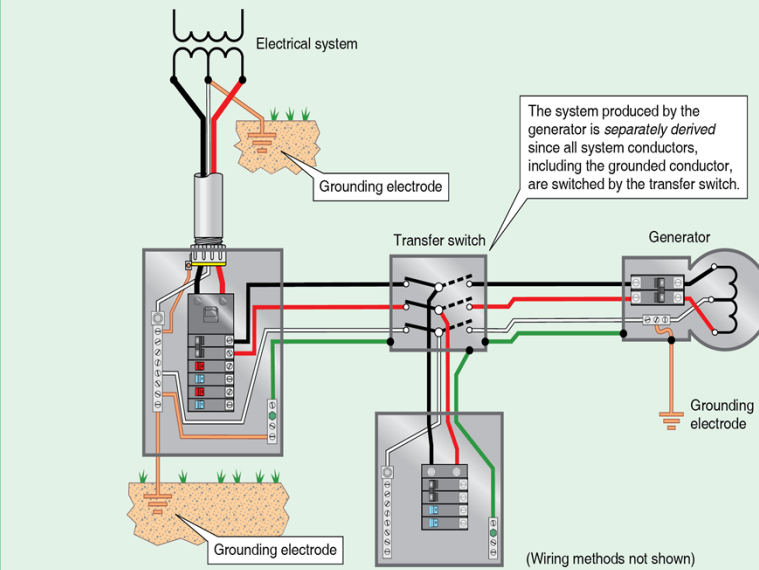 Electrical system
The system produced by the
generator is separately derived
since all system conductors,
including the grounded conductor,
are switched by the transfer switch.
Grounding electrode
Transfer switch
Generator
Grounding
electrode
Grounding electrode
(Wiring methods not shown)